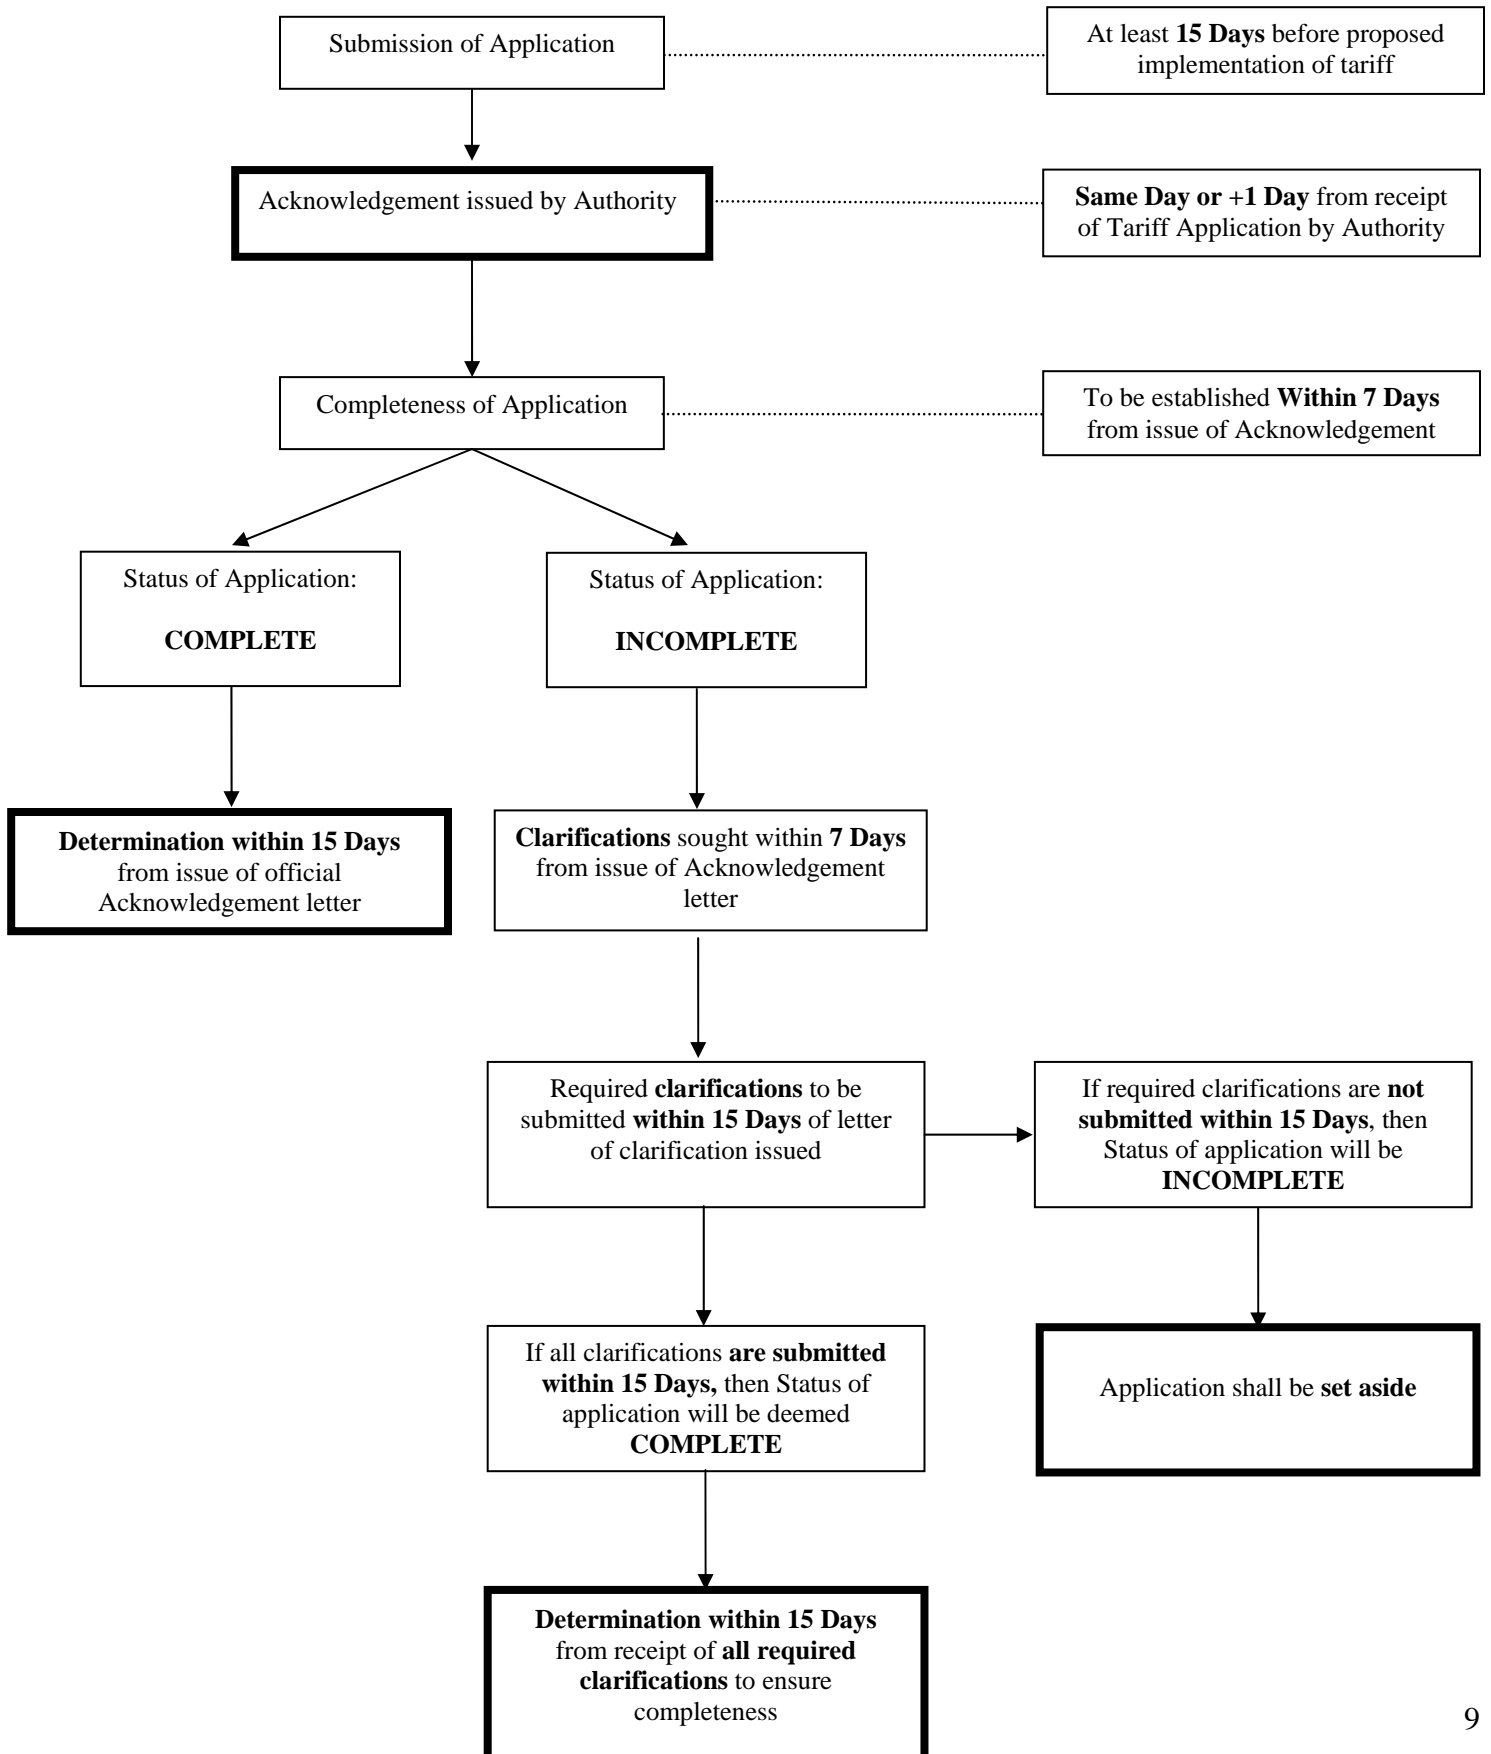 Submission of Application
At least 15 Days before proposed
implementation of tariff
Acknowledgement issued by Authority
Same Day or +1 Day from receipt
of Tariff Application by Authority
Completeness of Application
To be established Within 7 Days
from issue of Acknowledgement
Status of Application:
COMPLETE
Status of Application:
INCOMPLETE
Determination within 15 Days
from issue of official
Acknowledgement letter
Clarifications sought within 7 Days
from issue of Acknowledgement
letter
Required clarifications to be
submitted within 15 Days of letter
of clarification issued
If required clarifications are not
submitted within 15 Days, then
Status of application will be
INCOMPLETE
If all clarifications are submitted
within 15 Days, then Status of
application will be deemed
COMPLETE
Application shall be set aside
Determination within 15 Days
from receipt of all required
clarifications to ensure
completeness
9